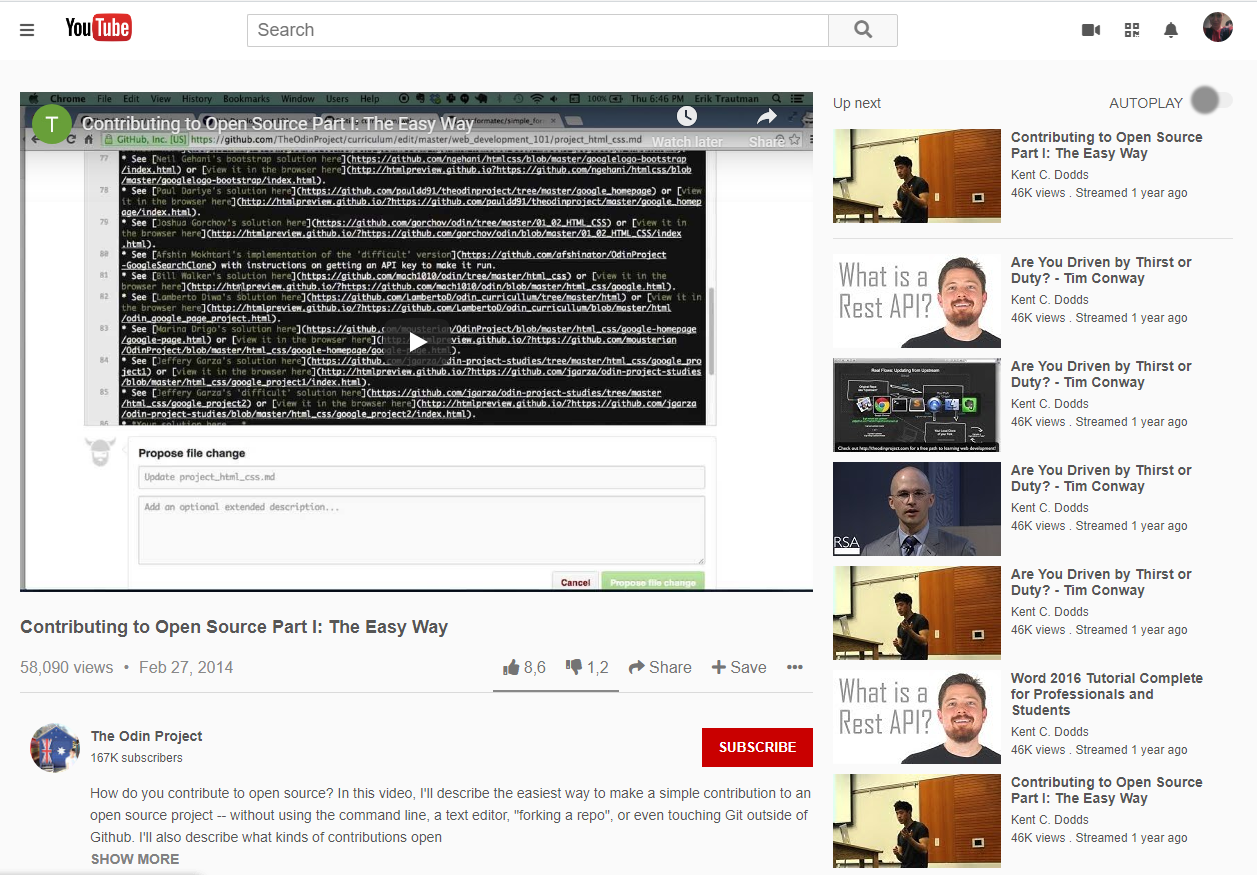 YouTube
Search
Chrome File Edit View History Bookmarks Window Users Help 100% Thu 6:46 PM Erik Trautman
T
Contributing to Open Source Part I: The Easy Way
Watch later
Share
GitHub, Inc. [US] https://github.com/TheOdinProject/curriculum/edit/master/web_development_101/project_html_css.md
77 * See [Neil Gehani's bootstrap solution here](https://github.com/ngehani/htmlcss/blob/master/googlelogo-bootstrap
/index.html) or [view it in the browser here](http://htmlpreview.github.io?https://github.com/ngehani/htmlcss/blob
/master/googlelogo-bootstrap/index.html).
78 * See [Paul Dariye's solution here](https://github.com/pauldd91/theodinproject/tree/master/google_homepage) or [view
it in the browser here](http://htmlpreview.github.io/?https://github.com/pauldd91/theodinproject/master/google_homep
age/index.html).
79 * See [Joshua Gorchov's solution here](https://github.com/gorchov/odin/tree/master/01_02_HTML_CSS) or [view it in
the browser here](http://htmlpreview.github.io/?https://github.com/gorchov/odin/blob/master/01_02_HTML_CSS/index
.html).
80 * See [Afshin Mokhtari's implementation of the 'difficult' version](https://github.com/afshinator/OdinProject
-GoogleSearchClone) with instructions on getting an API key to make it run.
81 * See [Bill Walker's solution here](https://github.com/mach1010/odin/tree/master/html_css) or [view it in the
browser here](http://htmlpreview.github.io/?https://github.com/mach1010/odin/blob/master/html_css/google.html).
82 * See [Lamberto Diwa's solution here](https://github.com/LambertoD/odin_curricullum/tree/master/html) or [view it in
the browser here](http://htmlpreview.github.io/?https://github.com/LambertoD/odin_curricullum/blob/master/html
/odin_google_page_project.html).
83 * See [Marina Drigo's solution here](https://github.com/mousterian/OdinProject/blob/master/html_css/google-homepage
/google-page.html) or [view it in the browser here](http://htmlpreview.github.io/?https://github.com/mousterian
/OdinProject/blob/master/html_css/google-homepage/google-page.html).
84 * See [Jeffery Garza's solution here](https://github.com/jgarza/odin-project-studies/tree/master/html_css/google_pro
ject1) or [view it in the browser here](http://htmlpreview.github.io/?https://github.com/jgarza/odin-project-studies
/blob/master/html_css/google_project1/index.html).
85 * See [Jeffery Garza's 'difficult' solution here](https://github.com/jgarza/odin-project-studies/tree/master
/html_css/google_project2) or [view it in the browser here](http://htmlpreview.github.io/?https://github.com/jgarza
/odin-project-studies/blob/master/html_css/google_project2/index.html).
86 * *Your solution here...*
Propose file change
Update project_html_css.md
Add an optional extended description...
Cancel Propose file change
Contributing to Open Source Part I: The Easy Way
58,090 views • Feb 27, 2014
8,6 1,2 Share Save
The Odin Project
167K subscribers
SUBSCRIBE
How do you contribute to open source? In this video, I'll describe the easiest way to make a simple contribution to an
open source project -- without using the command line, a text editor, "forking a repo", or even touching Git outside of
Github. I'll also describe what kinds of contributions open
SHOW MORE
Up next AUTOPLAY
Contributing to Open Source
Part I: The Easy Way
Kent C. Dodds
46K views . Streamed 1 year ago
What is a
Rest API?
Are You Driven by Thirst or
Duty? - Tim Conway
Kent C. Dodds
46K views . Streamed 1 year ago
Real Flows: Updating from Upstream
Check out http://theodinproject.com for a free path to learning web development!
Are You Driven by Thirst or
Duty? - Tim Conway
Kent C. Dodds
46K views . Streamed 1 year ago
RSA
Are You Driven by Thirst or
Duty? - Tim Conway
Kent C. Dodds
46K views . Streamed 1 year ago
Are You Driven by Thirst or
Duty? - Tim Conway
Kent C. Dodds
46K views . Streamed 1 year ago
What is a
Rest API?
Word 2016 Tutorial Complete
for Professionals and
Students
Kent C. Dodds
46K views . Streamed 1 year ago
Contributing to Open Source
Part I: The Easy Way
Kent C. Dodds
46K views . Streamed 1 year ago